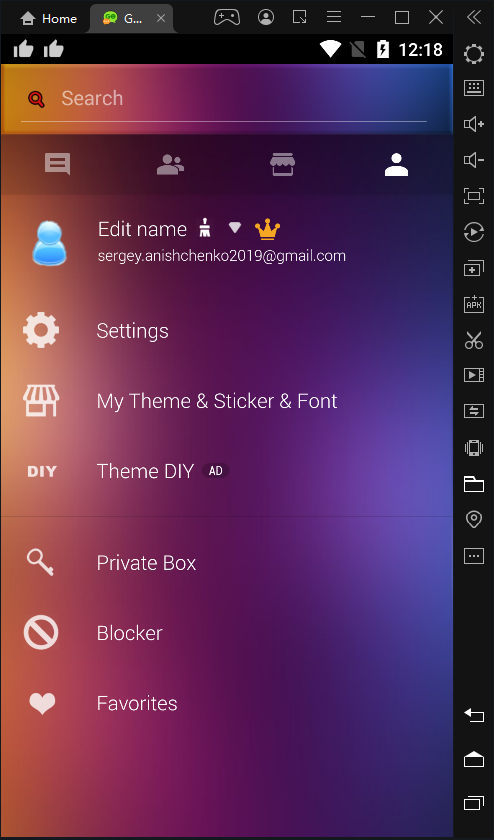 Home
G...
12:18
Search
Edit name
sergey.anishchenko2019@gmail.com
Settings
My Theme & Sticker & Font
DIY Theme DIY AD
Private Box
Blocker
Favorites
APK